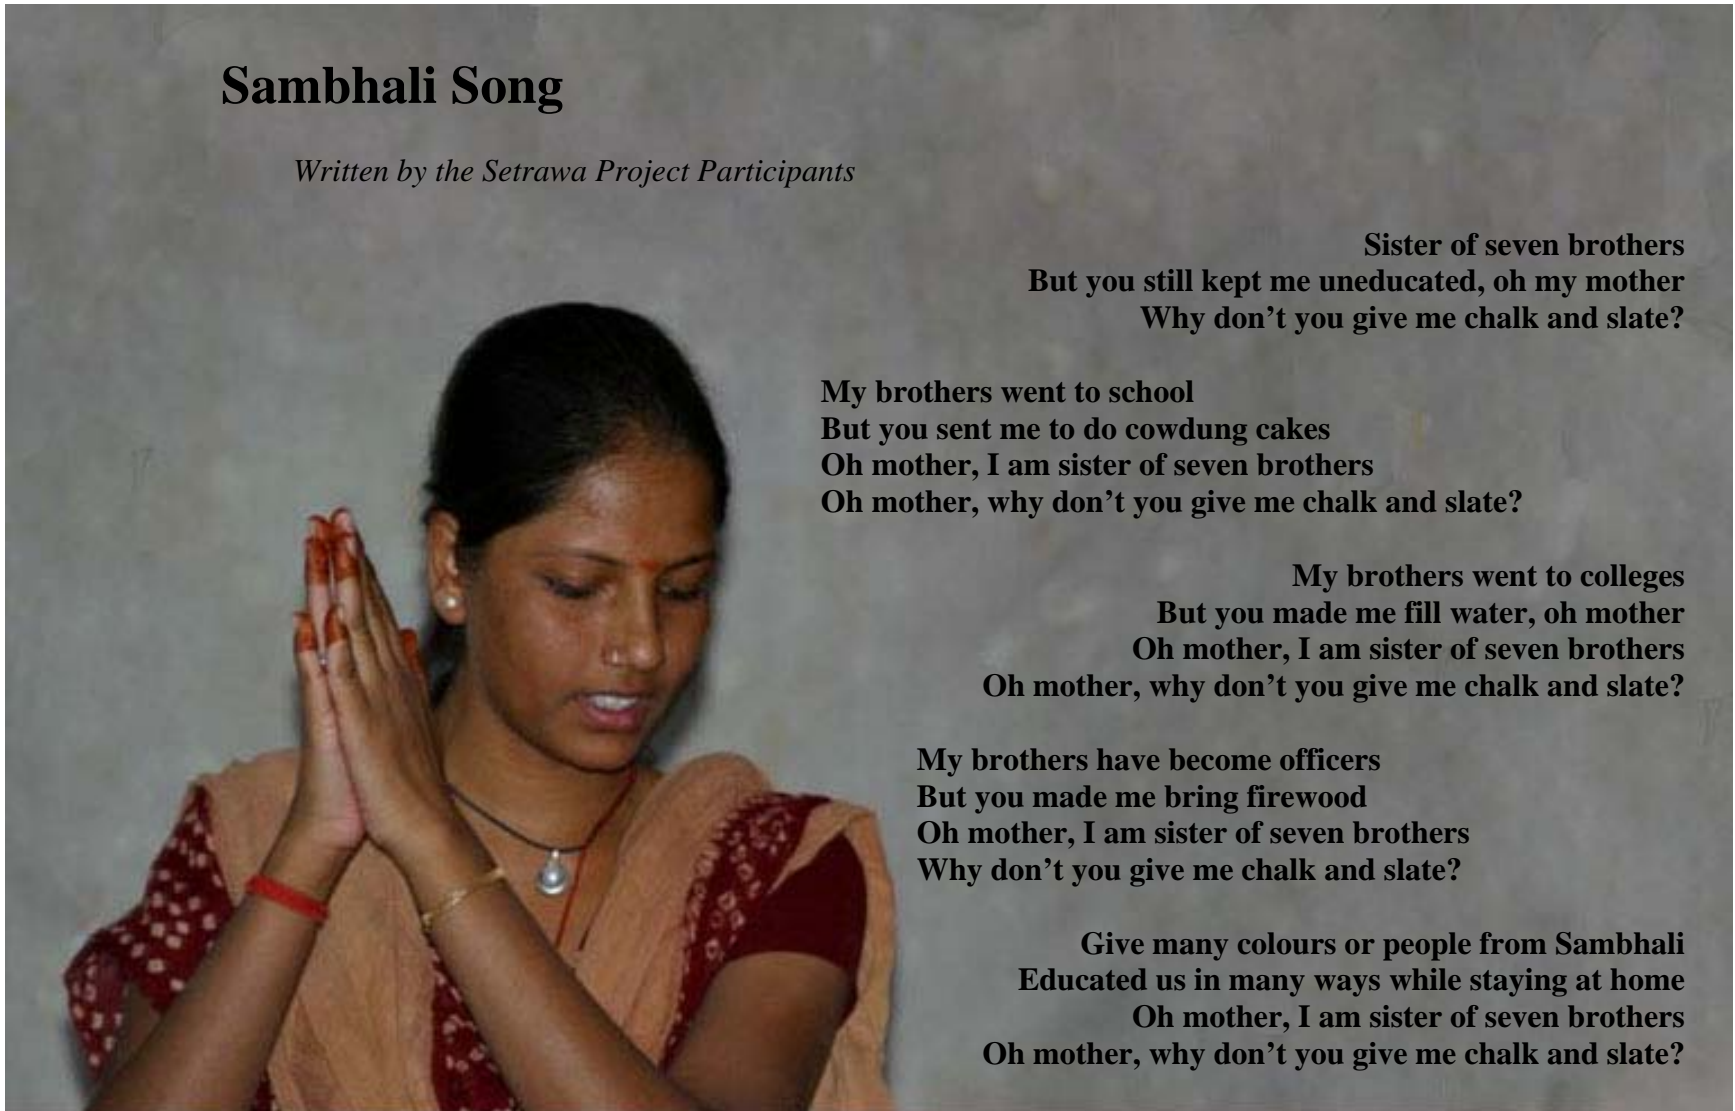 Sambhali Song
Written by the Setrawa Project Participants
Sister of seven brothers
But you still kept me uneducated, oh my mother
Why don’t you give me chalk and slate?
My brothers went to school
But you sent me to do cowdung cakes
Oh mother, I am sister of seven brothers
Oh mother, why don’t you give me chalk and slate?
My brothers went to colleges
But you made me fill water, oh mother
Oh mother, I am sister of seven brothers
Oh mother, why don’t you give me chalk and slate?
My brothers have become officers
But you made me bring firewood
Oh mother, I am sister of seven brothers
Why don’t you give me chalk and slate?
Give many colours or people from Sambhali
Educated us in many ways while staying at home
Oh mother, I am sister of seven brothers
Oh mother, why don’t you give me chalk and slate?